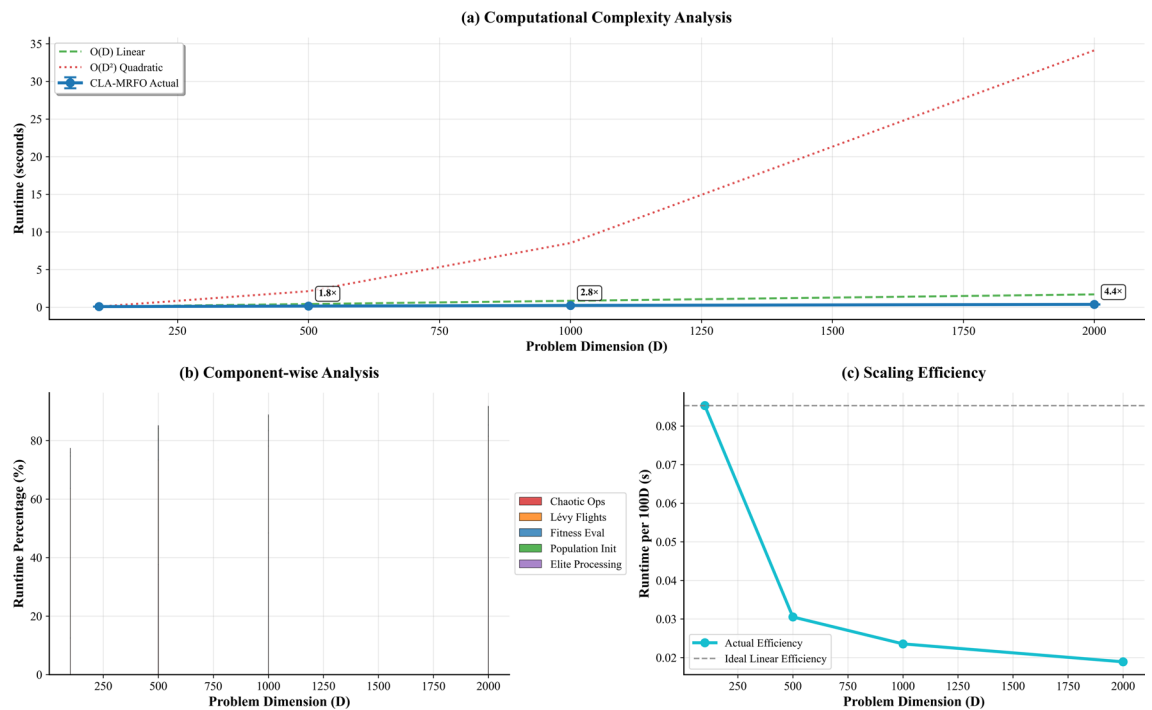 (a) Computational Complexity Analysis
O(D) Linear
O(D²) Quadratic
CLA-MRFO Actual
Runtime (seconds)
35
30
25
20
15
10
5
0
1.8×
2.8×
4.4×
250
500
750
1000
1250
1500
1750
2000
Problem Dimension (D)
(b) Component-wise Analysis
Runtime Percentage (%)
80
60
40
20
0
250
500
750
1000
1250
1500
1750
2000
Problem Dimension (D)
Chaotic Ops
Lévy Flights
Fitness Eval
Population Init
Elite Processing
(c) Scaling Efficiency
Runtime per 100D (s)
0.08
0.07
0.06
0.05
0.04
0.03
0.02
Actual Efficiency
Ideal Linear Efficiency
250
500
750
1000
1250
1500
1750
2000
Problem Dimension (D)